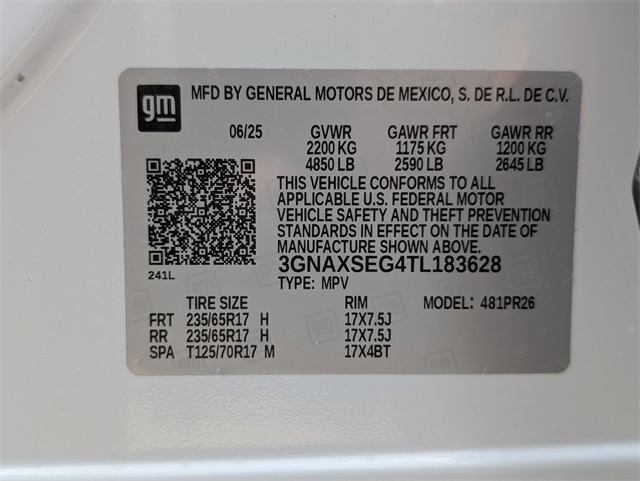 gm
MFD BY GENERAL MOTORS DE MEXICO, S. DE R.L. DE C.V.
06/25 GVWR GAWR FRT GAWR RR
2200 KG 1175 KG 1200 KG
4850 LB 2590 LB 2645 LB
THIS VEHICLE CONFORMS TO ALL
APPLICABLE U.S. FEDERAL MOTOR
VEHICLE SAFETY AND THEFT PREVENTION
STANDARDS IN EFFECT ON THE DATE OF
MANUFACTURE SHOWN ABOVE.
241L
3GNAXSEG4TL183628
TYPE: MPV
TIRE SIZE RIM MODEL: 481PR26
FRT 235/65R17 H 17X7.5J
RR 235/65R17 H 17X7.5J
SPA T125/70R17 M 17X4BT